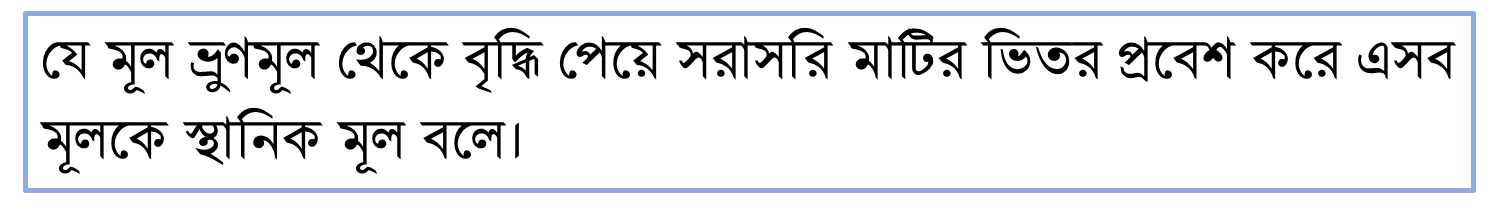 যে মূল ভ্রুণমূল থেকে বৃদ্ধি পেয়ে সরাসরি মাটির ভিতর প্রবেশ করে এসব
মূলকে স্থানিক মূল বলে।